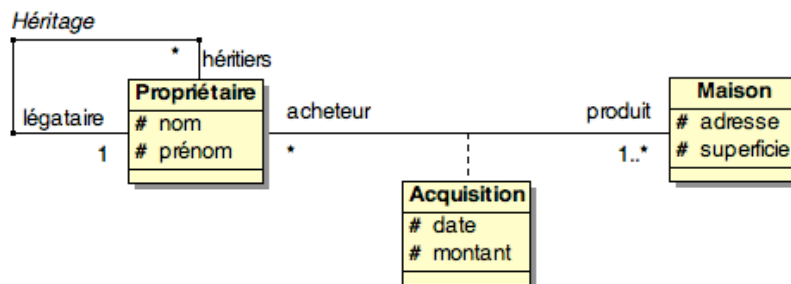 Héritage
* héritiers
Propriétaire
légataire
# nom
# prénom
1
acheteur
*
produit
1..*
Maison
# adresse
# superficie
Acquisition
# date
# montant